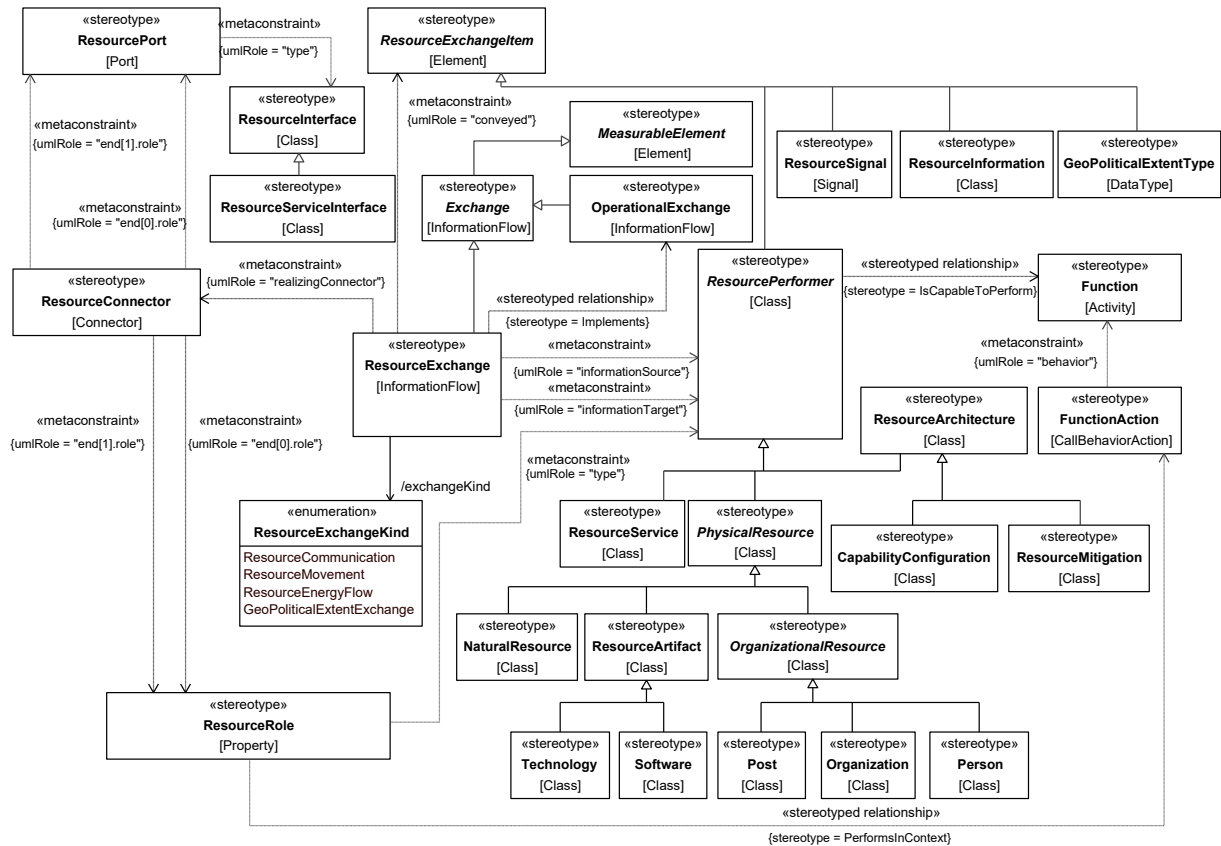 «stereotype»
ResourcePort
[Port]
«metaconstraint»
{umlRole = "type"}
«stereotype»
ResourceExchangeItem
[Element]
«stereotype»
ResourceInterface
[Class]
«metaconstraint»
{umlRole = "conveyed"}
«stereotype»
MeasurableElement
[Element]
«metaconstraint»
{umlRole = "end[1].role"}
«stereotype»
ResourceSignal
[Signal]
«stereotype»
ResourceInformation
[Class]
«stereotype»
GeoPoliticalExtentType
[DataType]
«stereotype»
ResourceServiceInterface
[Class]
«stereotype»
Exchange
[InformationFlow]
«stereotype»
OperationalExchange
[InformationFlow]
«metaconstraint»
{umlRole = "end[0].role"}
«stereotype»
ResourceConnector
[Connector]
«metaconstraint»
{umlRole = "realizingConnector"}
«stereotype»
ResourcePerformer
[Class]
«stereotyped relationship»
{stereotype = IsCapableToPerform}
«stereotype»
Function
[Activity]
«stereotyped relationship»
{stereotype = Implements}
«stereotype»
ResourceExchange
[InformationFlow]
«metaconstraint»
{umlRole = "informationSource"}
«metaconstraint»
{umlRole = "informationTarget"}
«metaconstraint»
{umlRole = "behavior"}
«stereotype»
ResourceArchitecture
[Class]
«stereotype»
FunctionAction
[CallBehaviorAction]
«metaconstraint»
{umlRole = "end[1].role"}
«metaconstraint»
{umlRole = "end[0].role"}
«metaconstraint»
{umlRole = "type"}
/exchangeKind
«enumeration»
ResourceExchangeKind
ResourceCommunication
ResourceMovement
ResourceEnergyFlow
GeoPoliticalExtentExchange
«stereotype»
ResourceService
[Class]
«stereotype»
PhysicalResource
[Class]
«stereotype»
CapabilityConfiguration
[Class]
«stereotype»
ResourceMitigation
[Class]
«stereotype»
NaturalResource
[Class]
«stereotype»
ResourceArtifact
[Class]
«stereotype»
OrganizationalResource
[Class]
«stereotype»
ResourceRole
[Property]
«stereotype»
Technology
[Class]
«stereotype»
Software
[Class]
«stereotype»
Post
[Class]
«stereotype»
Organization
[Class]
«stereotype»
Person
[Class]
«stereotyped relationship»
{stereotype = PerformsInContext}